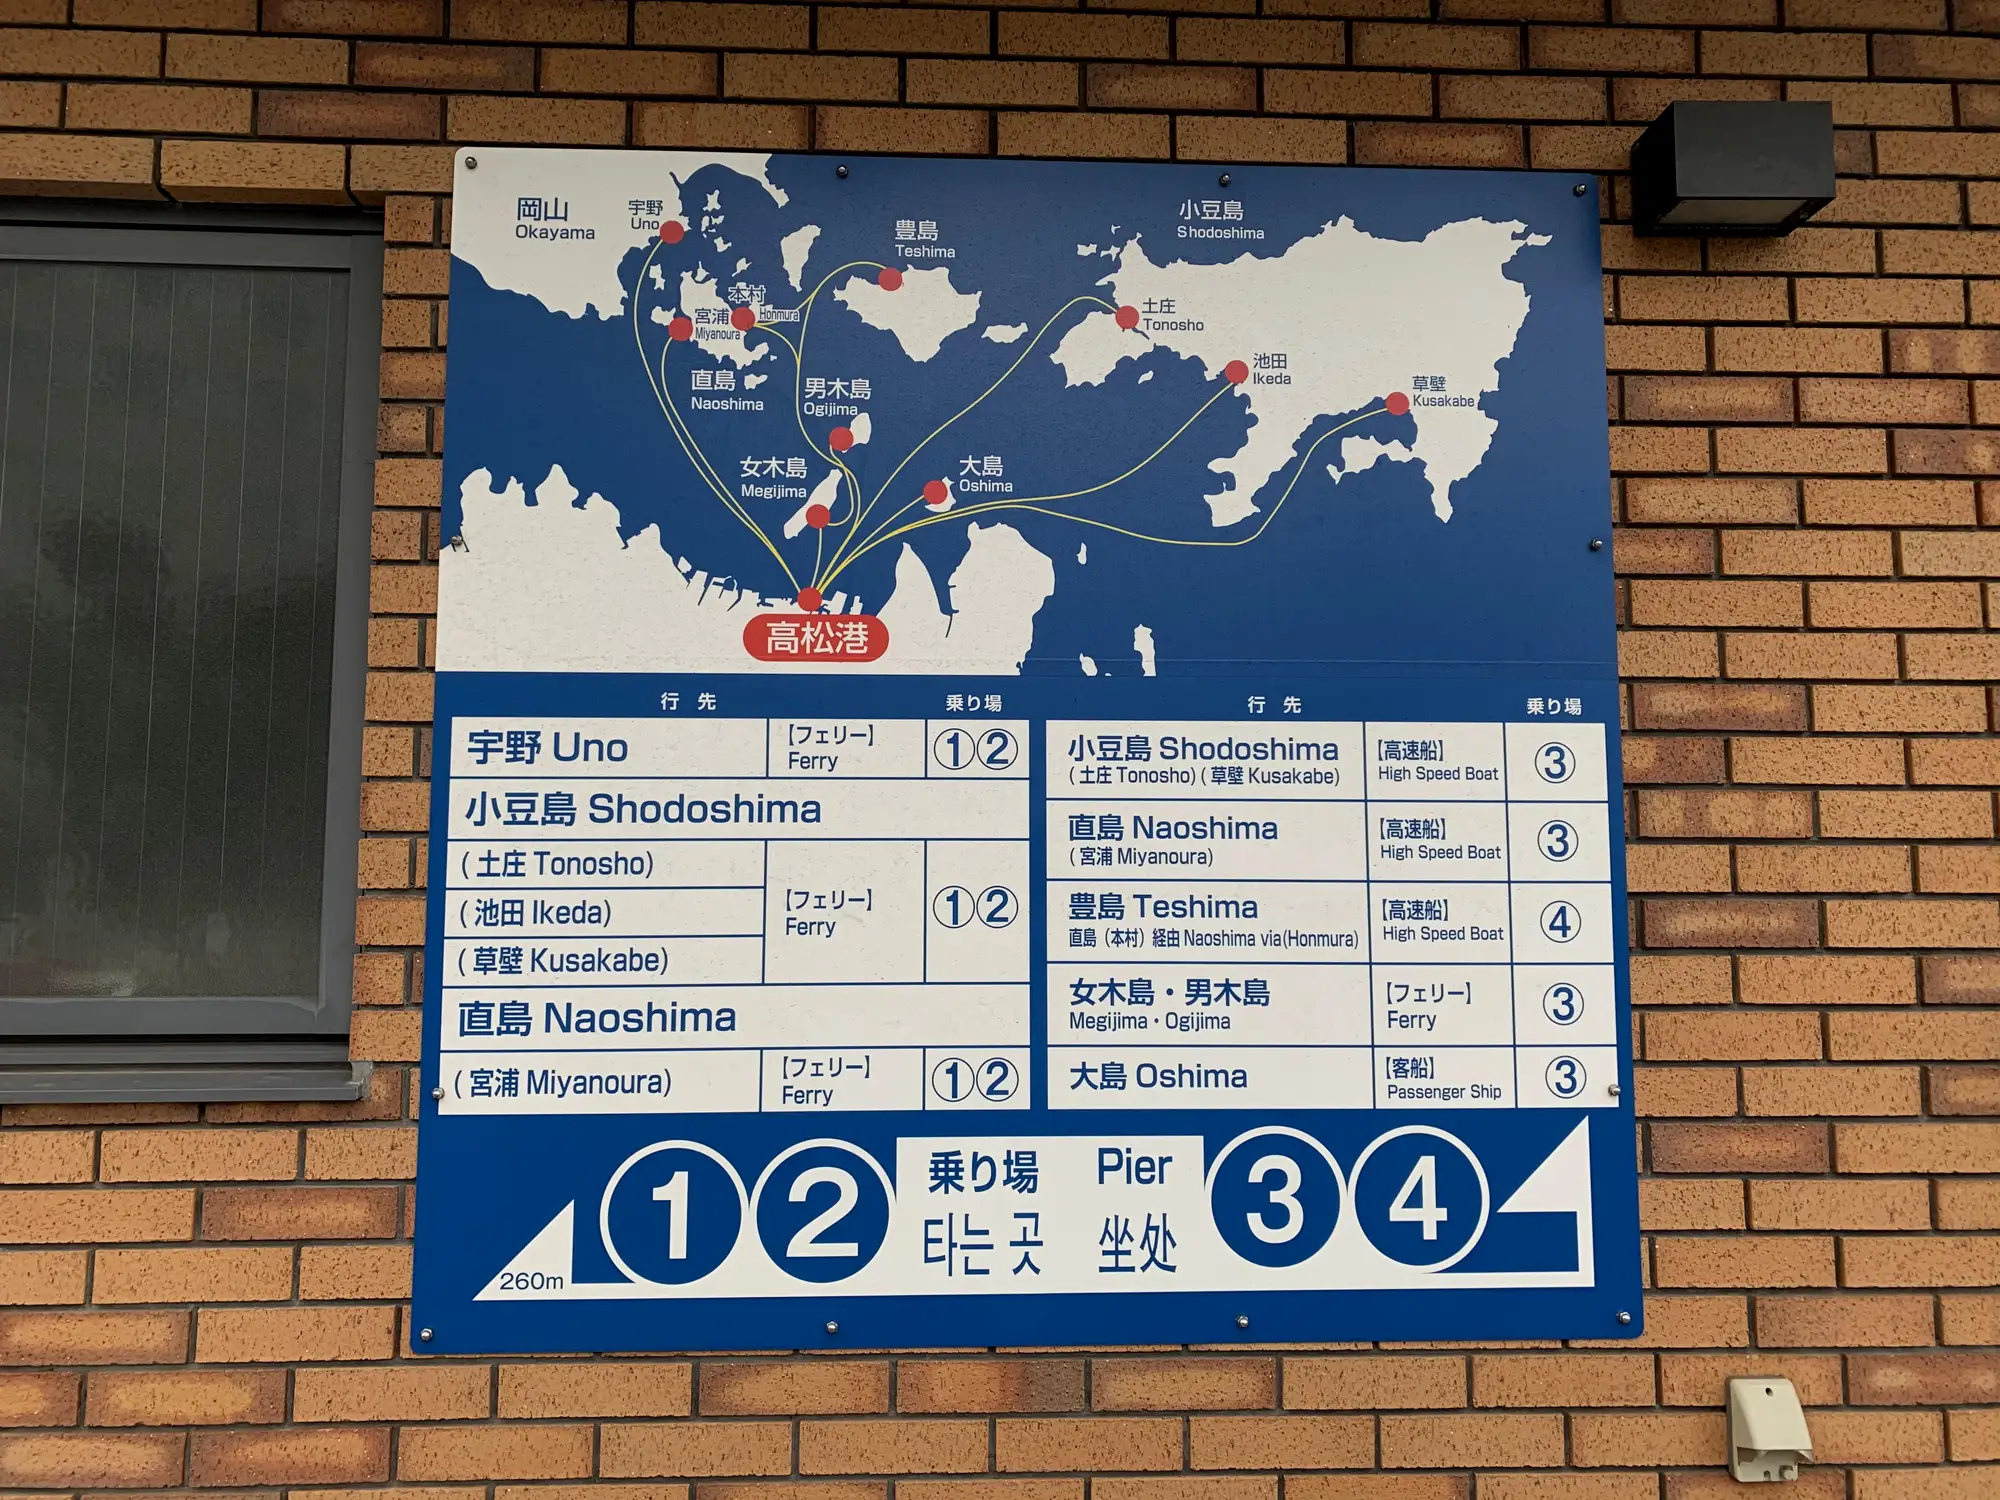 岡山
Okayama
宇野
Uno
豊島
Teshima
小豆島
Shodoshima
本村
Honmura
宮浦
Miyanoura
直島
Naoshima
男木島
Ogijima
土庄
Tonosho
池田
Ikeda
草壁
Kusakabe
女木島
Megijima
大島
Oshima
高松港
行先 乗り場
宇野 Uno 【フェリー】 Ferry ①②
小豆島 Shodoshima
(土庄 Tonosho)
(池田 Ikeda) 【フェリー】 Ferry ①②
(草壁 Kusakabe)
直島 Naoshima
(宮浦 Miyanoura) 【フェリー】 Ferry ①②
行先 乗り場
小豆島 Shodoshima 【高速船】 ③
(土庄 Tonosho) (草壁 Kusakabe) High Speed Boat
直島 Naoshima 【高速船】 ③
(宮浦 Miyanoura) High Speed Boat
豊島 Teshima 【高速船】 ④
直島（本村）経由 Naoshima via(Honmura) High Speed Boat
女木島・男木島 【フェリー】 ③
Megijima・Ogijima Ferry
大島 Oshima 【客船】 Passenger Ship ③
260m
① ② 乗り場 Pier ③ ④
타는 곳 坐处